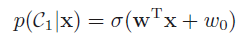 p(𝒞₁|𝐱) = σ(𝐰ᵀ𝐱 + w₀)